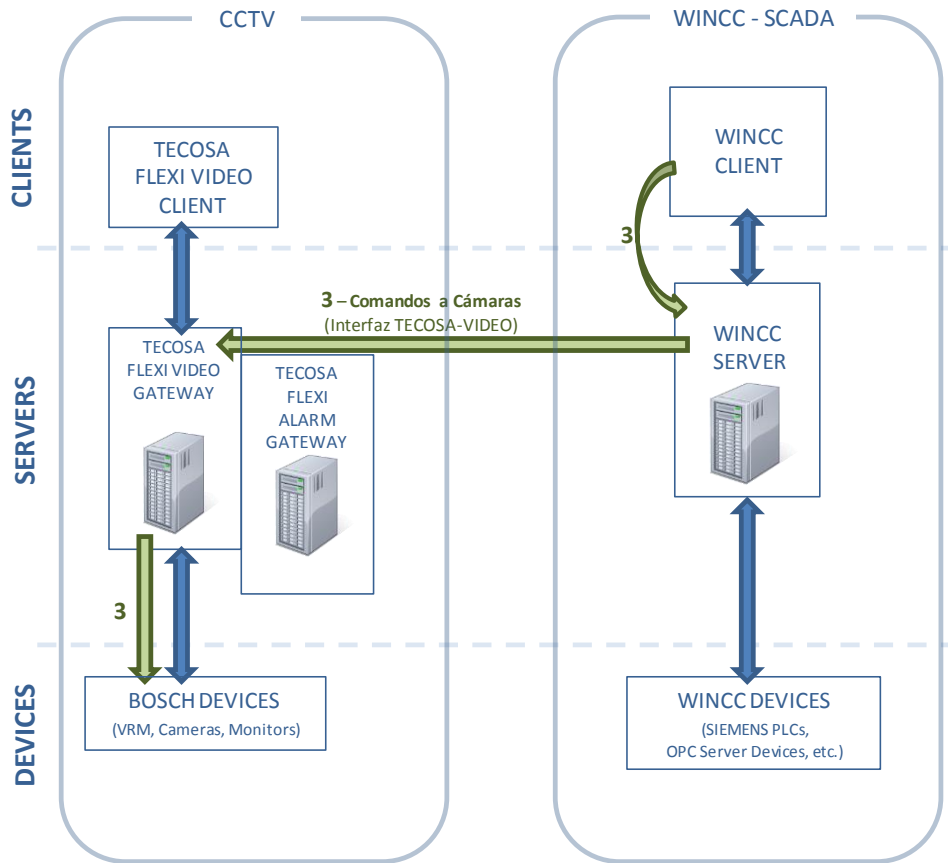 CCTV
WINCC - SCADA
CLIENTS
TECOSA
FLEXI VIDEO
CLIENT
WINCC
CLIENT
3
3 – Comandos a Cámaras
(Interfaz TECOSA-VIDEO)
SERVERS
TECOSA
FLEXI VIDEO
GATEWAY
TECOSA
FLEXI
ALARM
GATEWAY
WINCC
SERVER
3
DEVICES
BOSCH DEVICES
(VRM, Cameras, Monitors)
WINCC DEVICES
(SIEMENS PLCs,
OPC Server Devices, etc.)